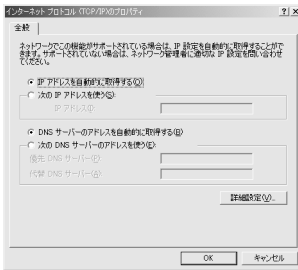 インターネット プロトコル (TCP/IP)のプロパティ
? ×
全般
ネットワークでこの機能がサポートされている場合は、IP 設定を自動的に取得することがで
きます。サポートされていない場合は、ネットワーク管理者に適切な IP 設定を問い合わせ
てください。
IP アドレスを自動的に取得する(O)
次の IP アドレスを使う(S):
IP アドレス(I):
DNS サーバーのアドレスを自動的に取得する(B)
次の DNS サーバーのアドレスを使う(E):
優先 DNS サーバー(P):
代替 DNS サーバー(A):
詳細設定(V)...
OK
キャンセル